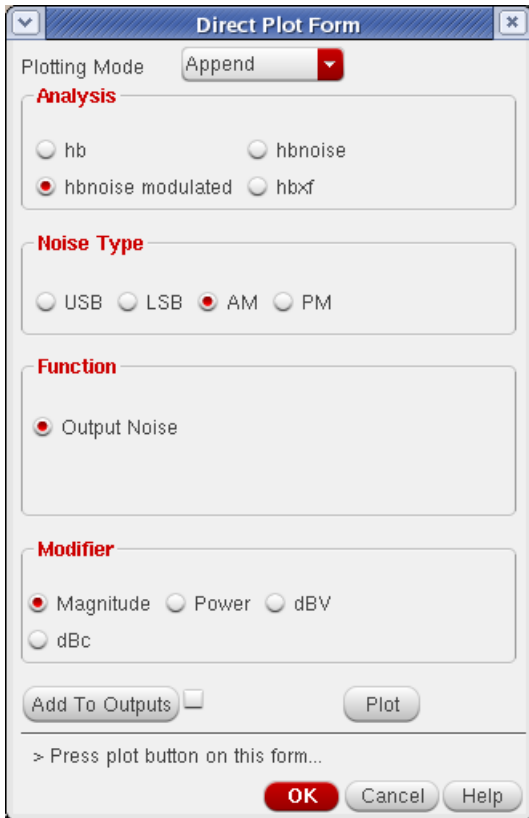 Direct Plot Form
Plotting Mode Append
Analysis
hb hbnoise
hbnoise modulated hbxf
Noise Type
USB LSB AM PM
Function
Output Noise
Modifier
Magnitude Power dBV
dBc
Add To Outputs Plot
> Press plot button on this form...
OK Cancel Help